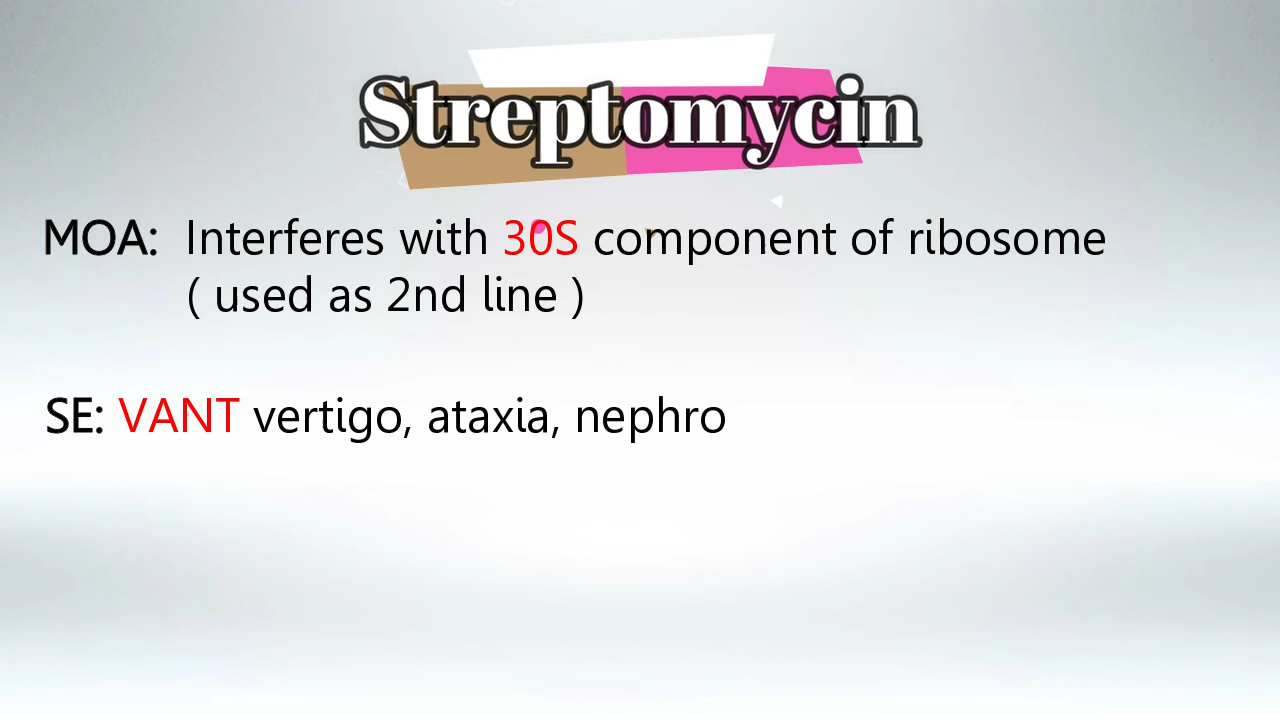 Streptomycin
MOA: Interferes with 30S component of ribosome
( used as 2nd line )
SE: VANT vertigo, ataxia, nephro